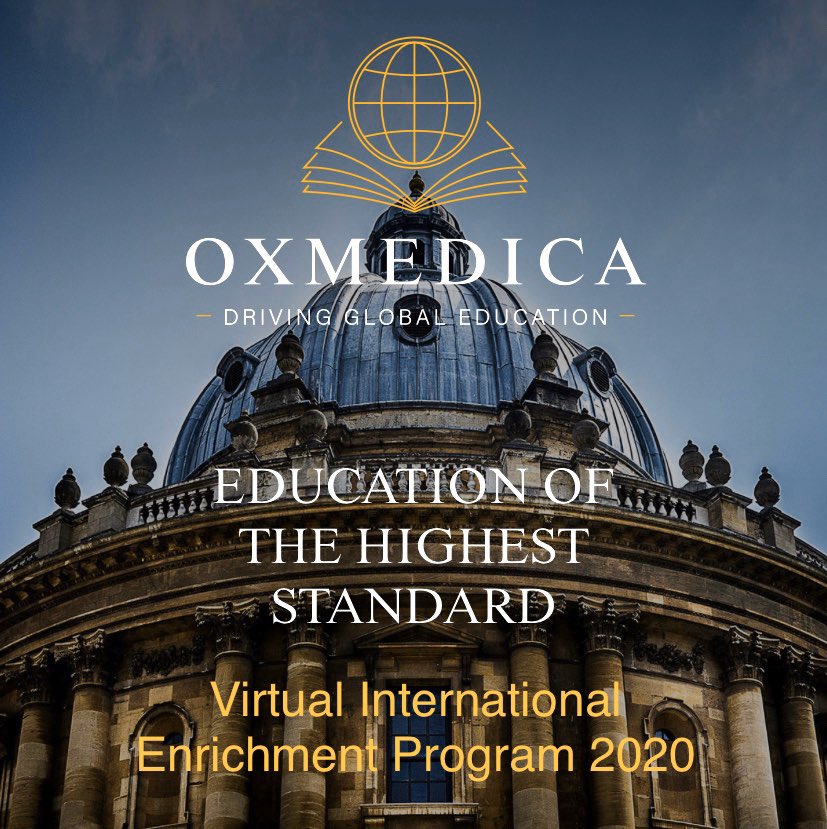 OXMEDICA
– DRIVING GLOBAL EDUCATION –
EDUCATION OF
THE HIGHEST
STANDARD
Virtual International
Enrichment Program 2020